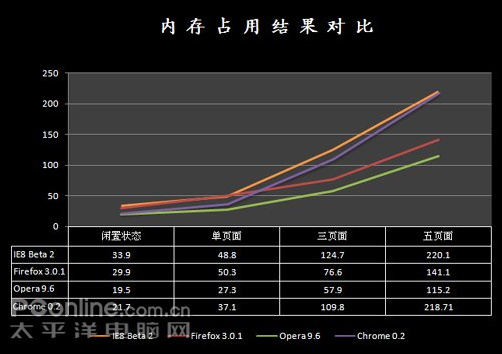 内存占用结果对比
250
200
150
100
50
0
闲置状态 单页面 三页面 五页面
IE8 Beta 2 33.9 48.8 124.7 220.1
Firefox 3.0.1 29.9 50.3 76.6 141.1
Opera 9.6 19.5 27.3 57.9 115.2
Chrome 0.2 21.7 37.1 109.8 218.71
PConline.com.cn
太平洋电脑网
IE8 Beta 2 Firefox 3.0.1 Opera 9.6 Chrome 0.2